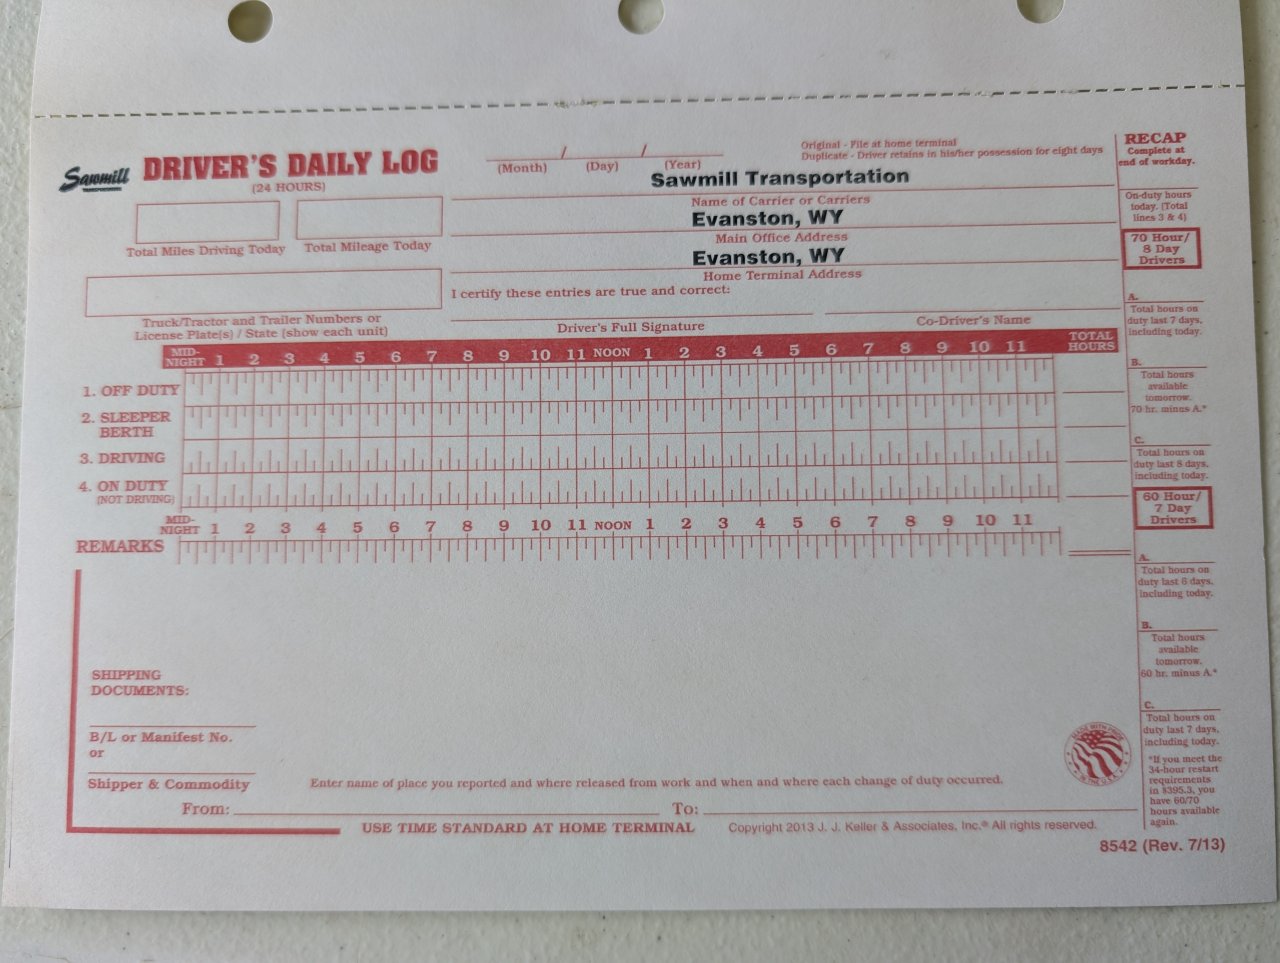 Sawmill
TRANSPORTATION
DRIVER'S DAILY LOG
(24 HOURS)
/ /
(Month) (Day) (Year)
Original - File at home terminal
Duplicate - Driver retains in his/her possession for eight days
Sawmill Transportation
Name of Carrier or Carriers
Evanston, WY
Main Office Address
Evanston, WY
Home Terminal Address
Total Miles Driving Today
Total Mileage Today
I certify these entries are true and correct:
Truck/Tractor and Trailer Numbers or
License Plate(s) / State (show each unit)
Driver's Full Signature
Co-Driver's Name
MID-
NIGHT 1 2 3 4 5 6 7 8 9 10 11 NOON 1 2 3 4 5 6 7 8 9 10 11
TOTAL
HOURS
1. OFF DUTY
2. SLEEPER
BERTH
3. DRIVING
4. ON DUTY
(NOT DRIVING)
MID-
NIGHT 1 2 3 4 5 6 7 8 9 10 11 NOON 1 2 3 4 5 6 7 8 9 10 11
REMARKS
SHIPPING
DOCUMENTS:
B/L or Manifest No.
or
Shipper & Commodity
Enter name of place you reported and where released from work and when and where each change of duty occurred.
From: To:
USE TIME STANDARD AT HOME TERMINAL
Copyright 2013 J. J. Keller & Associates, Inc.® All rights reserved.
MADE WITH PRIDE
IN THE U.S.A.
RECAP
Complete at
end of workday.
On-duty hours
today. (Total
lines 3 & 4)
70 Hour/
8 Day
Drivers
A.
Total hours on
duty last 7 days,
including today.
B.
Total hours
available
tomorrow.
70 hr. minus A.*
C.
Total hours on
duty last 8 days,
including today.
60 Hour/
7 Day
Drivers
A.
Total hours on
duty last 6 days,
including today.
B.
Total hours
available
tomorrow.
60 hr. minus A.*
C.
Total hours on
duty last 7 days,
including today.
*If you meet the
34-hour restart
requirements
in §395.3, you
have 60/70
hours available
again.
8542 (Rev. 7/13)